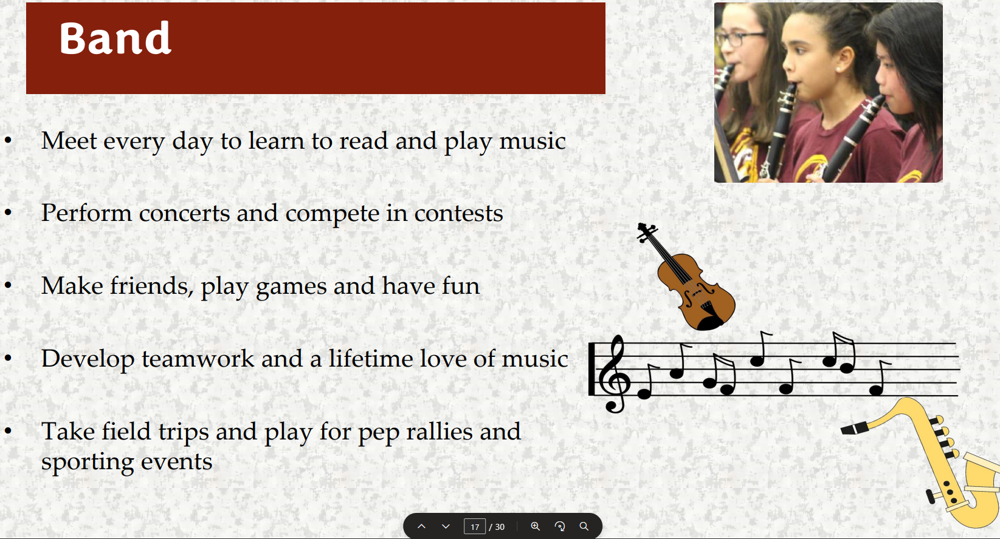 Band
• Meet every day to learn to read and play music
• Perform concerts and compete in contests
• Make friends, play games and have fun
• Develop teamwork and a lifetime love of music
• Take field trips and play for pep rallies and
sporting events
17 / 30